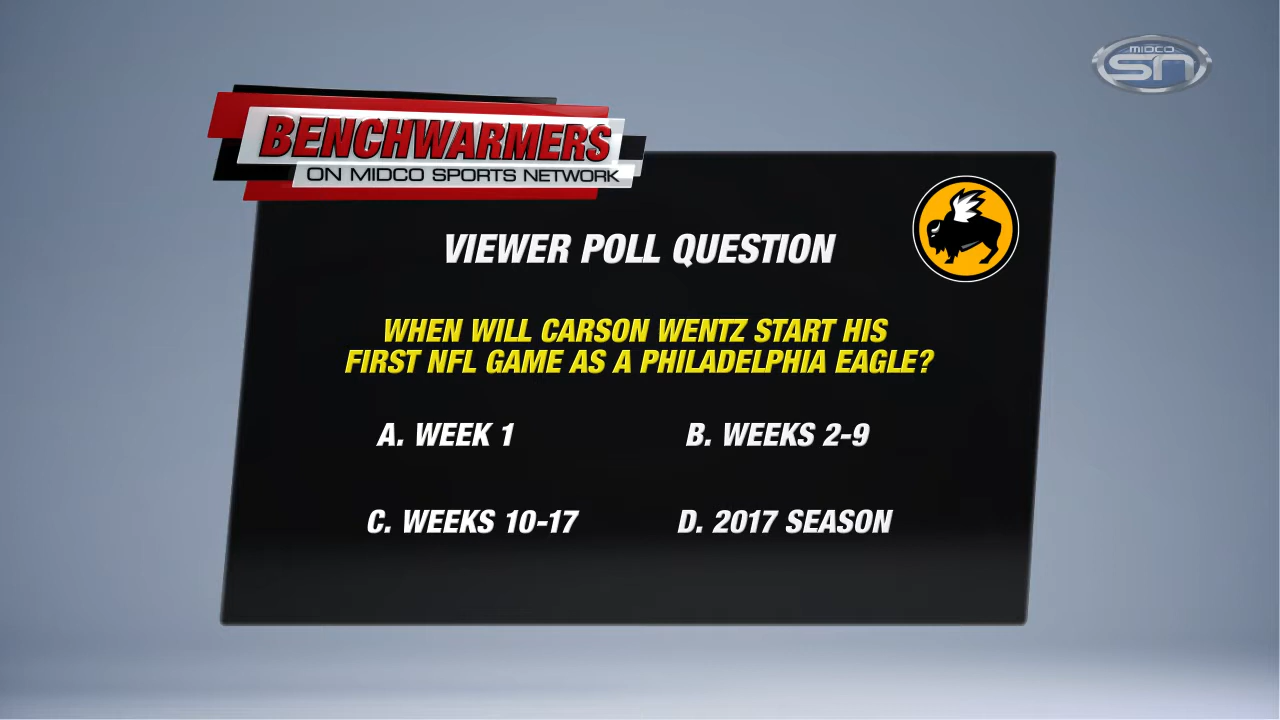 MIDCO
SN
BENCHWARMERS
ON MIDCO SPORTS NETWORK
VIEWER POLL QUESTION
WHEN WILL CARSON WENTZ START HIS
FIRST NFL GAME AS A PHILADELPHIA EAGLE?
A. WEEK 1
B. WEEKS 2-9
C. WEEKS 10-17
D. 2017 SEASON